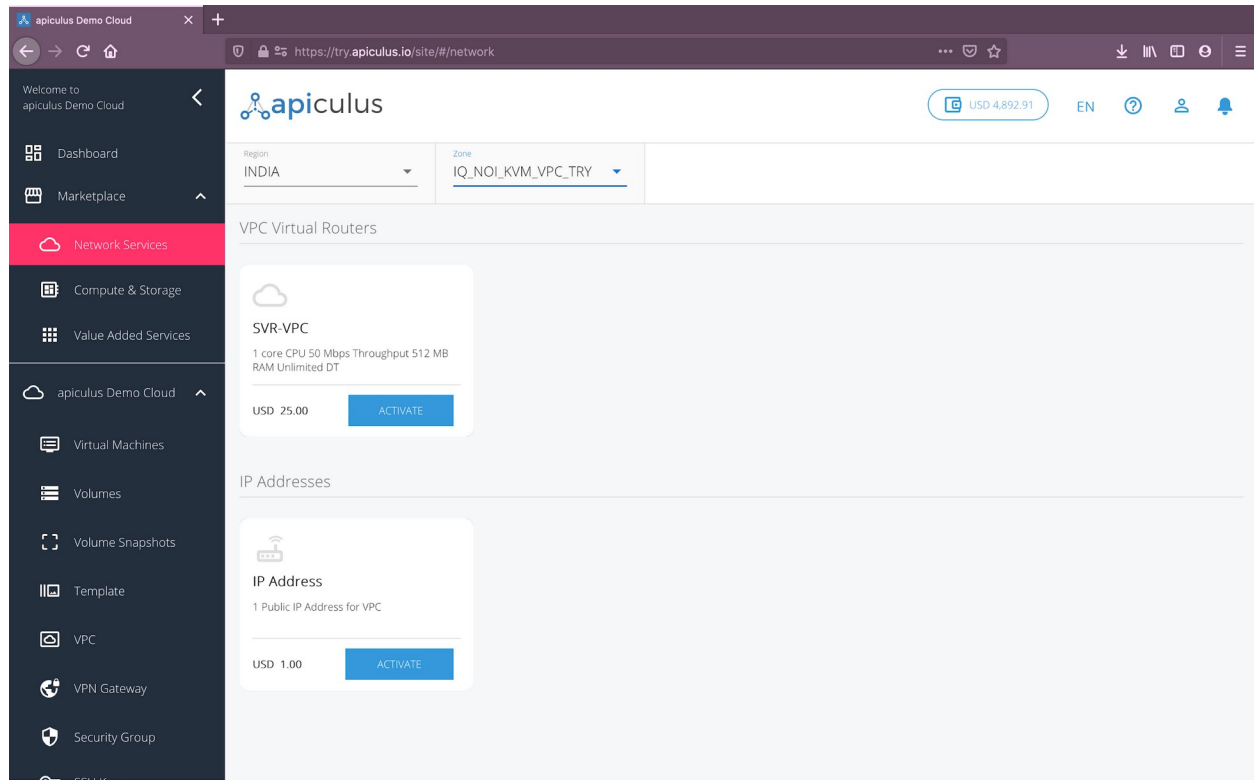 apiculus Demo Cloud
https://try.apiculus.io/site/#/network
Welcome to
apiculus Demo Cloud
apiculus
USD 4,892.91
EN
Dashboard
Region
INDIA
Zone
IQ_NOI_KVM_VPC_TRY
Marketplace
Network Services
Compute & Storage
Value Added Services
apiculus Demo Cloud
Virtual Machines
Volumes
Volume Snapshots
Template
VPC
VPN Gateway
Security Group
VPC Virtual Routers
SVR-VPC
1 core CPU 50 Mbps Throughput 512 MB
RAM Unlimited DT
USD 25.00
ACTIVATE
IP Addresses
IP Address
1 Public IP Address for VPC
USD 1.00
ACTIVATE